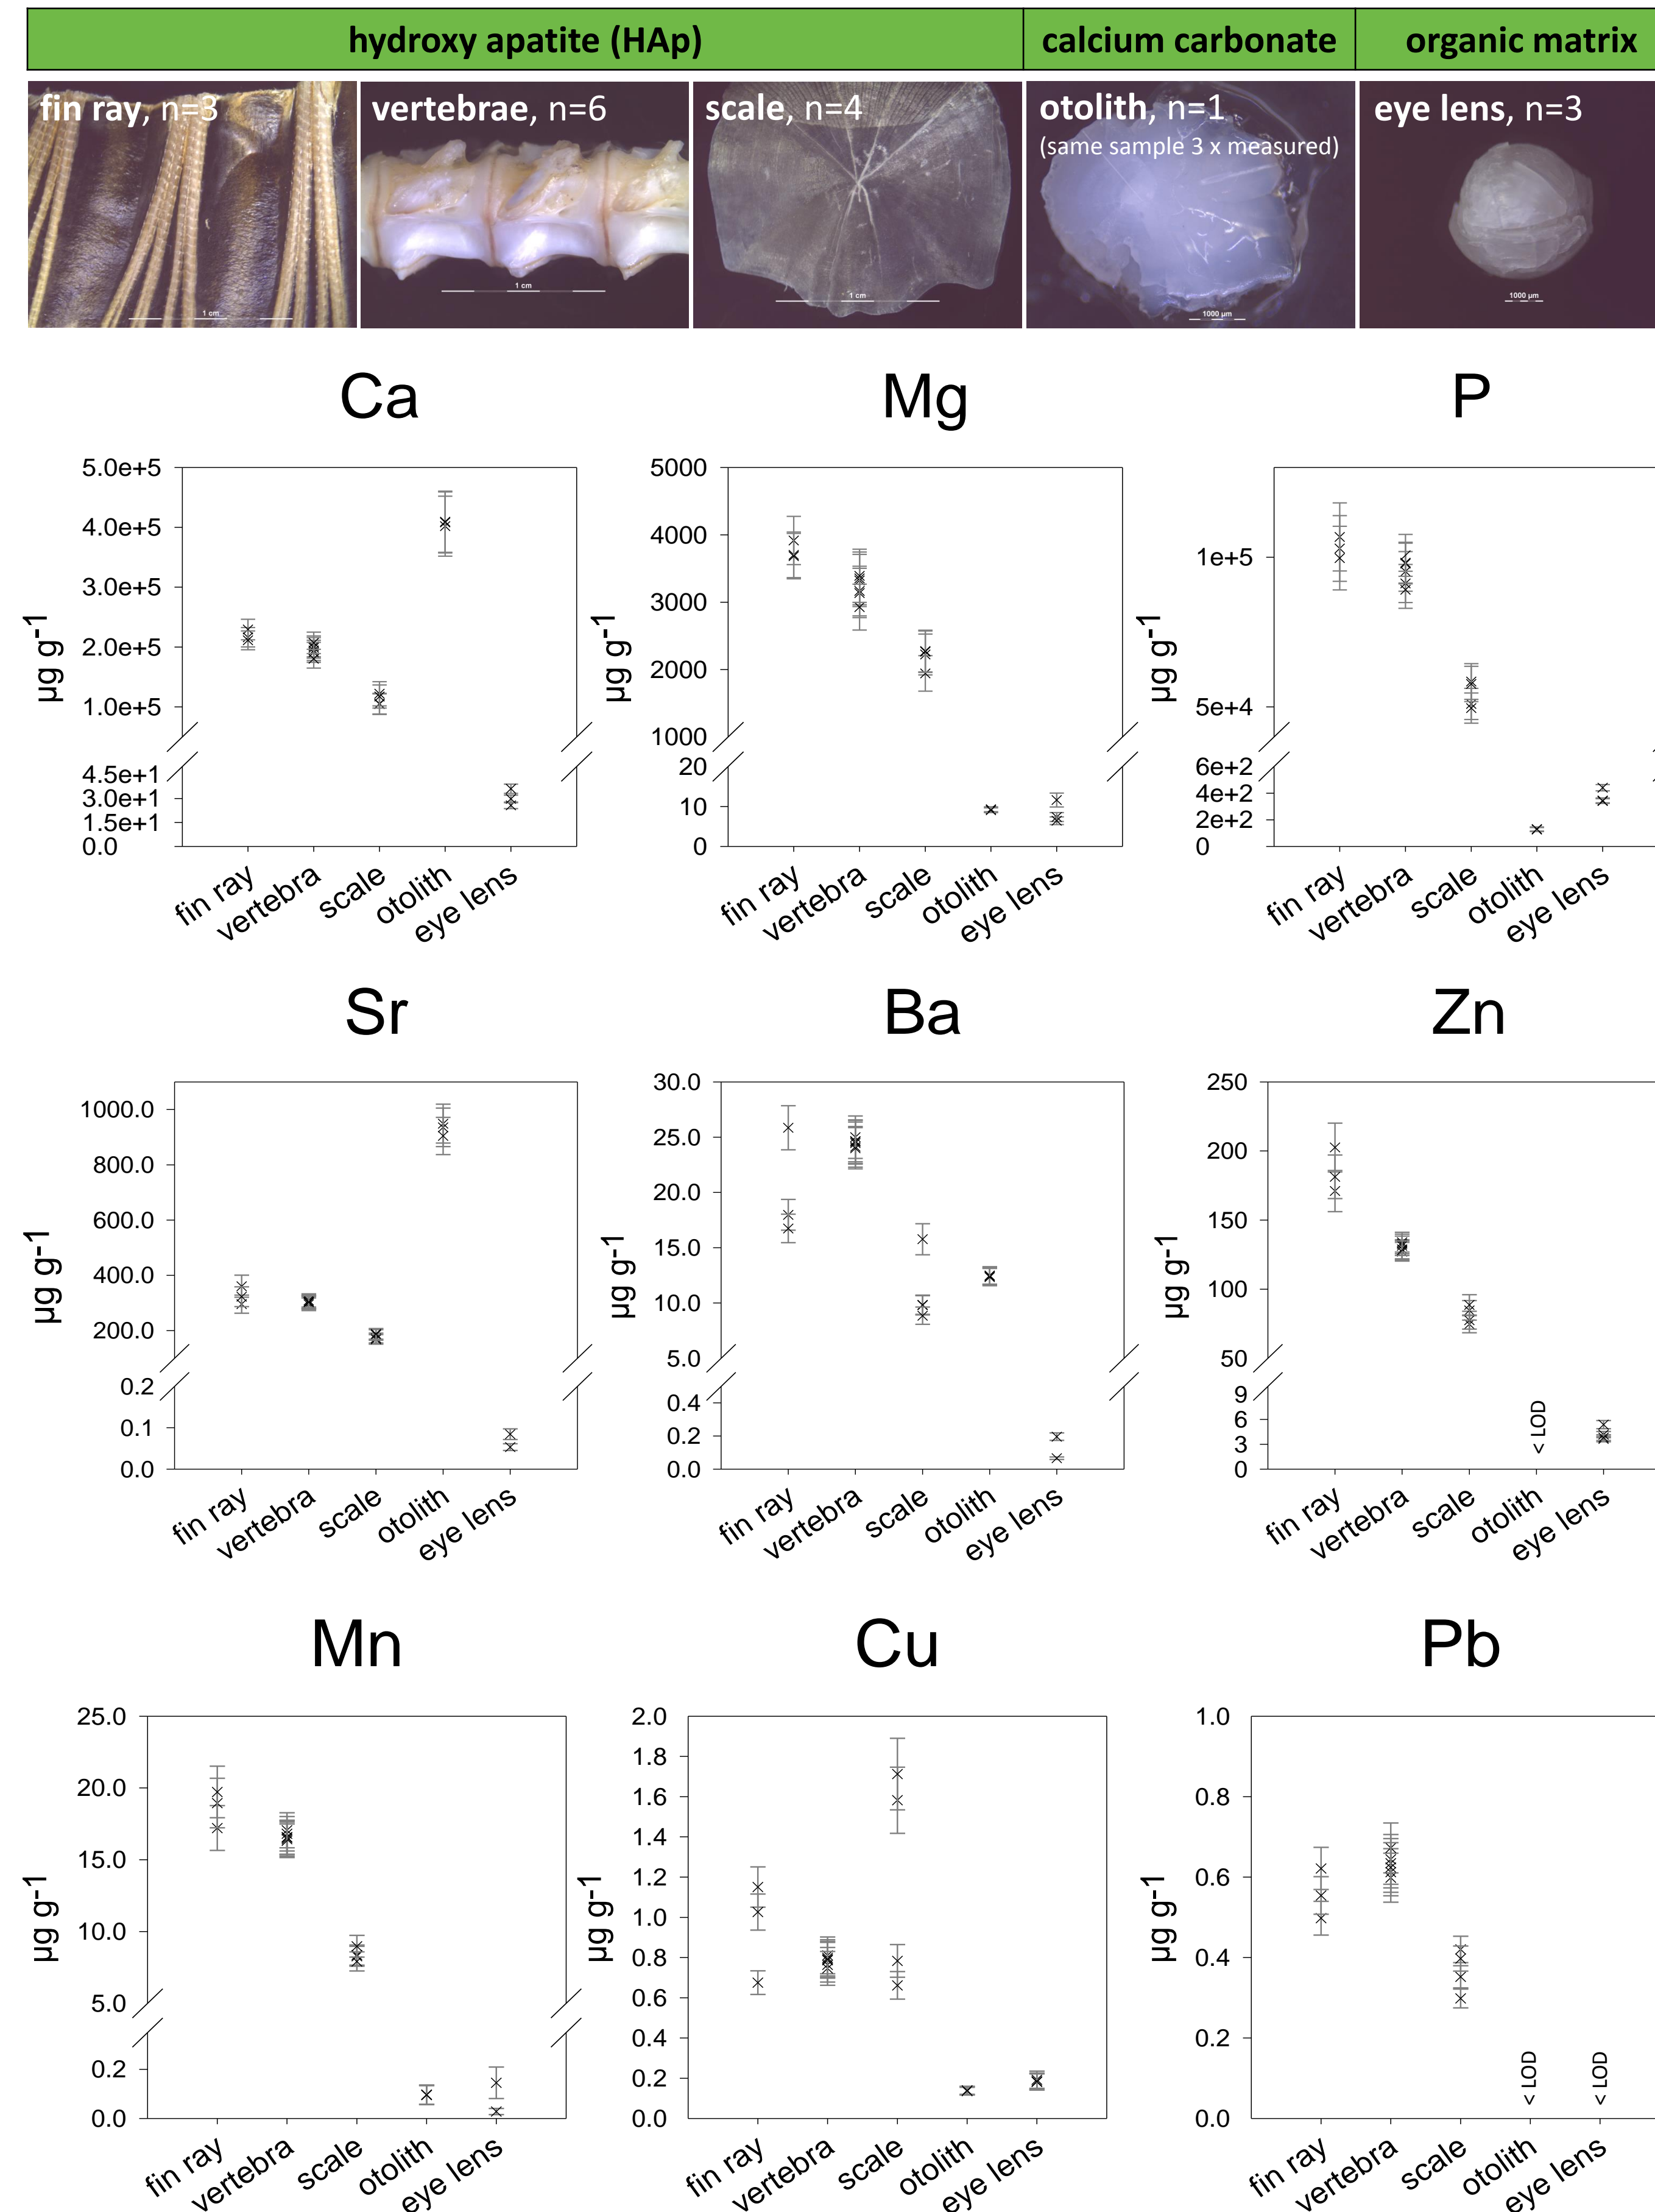 hydroxy apatite (HAp) calcium carbonate organic matrix
fin ray, n=3 vertebrae, n=6 scale, n=4 otolith, n=1 eye lens, n=3
(same sample 3 x measured)
1 cm 1 cm 1 cm 1000 µm 1000 µm
Ca
µg g-1
5.0e+5
4.0e+5
3.0e+5
2.0e+5
1.0e+5
4.5e+1
3.0e+1
1.5e+1
0.0
fin ray vertebra scale otolith eye lens
Mg
µg g-1
5000
4000
3000
2000
1000
20
10
0
fin ray vertebra scale otolith eye lens
P
µg g-1
1e+5
5e+4
6e+2
4e+2
2e+2
0
fin ray vertebra scale otolith eye lens
Sr
µg g-1
1000.0
800.0
600.0
400.0
200.0
0.2
0.1
0.0
fin ray vertebra scale otolith eye lens
Ba
µg g-1
30.0
25.0
20.0
15.0
10.0
5.0
0.4
0.2
0.0
fin ray vertebra scale otolith eye lens
Zn
µg g-1
250
200
150
100
50
9
6
3
0
< LOD
fin ray vertebra scale otolith eye lens
Mn
µg g-1
25.0
20.0
15.0
10.0
5.0
0.2
0.0
fin ray vertebra scale otolith eye lens
Cu
µg g-1
2.0
1.8
1.6
1.4
1.2
1.0
0.8
0.6
0.4
0.2
0.0
fin ray vertebra scale otolith eye lens
Pb
µg g-1
1.0
0.8
0.6
0.4
0.2
0.0
< LOD < LOD
fin ray vertebra scale otolith eye lens